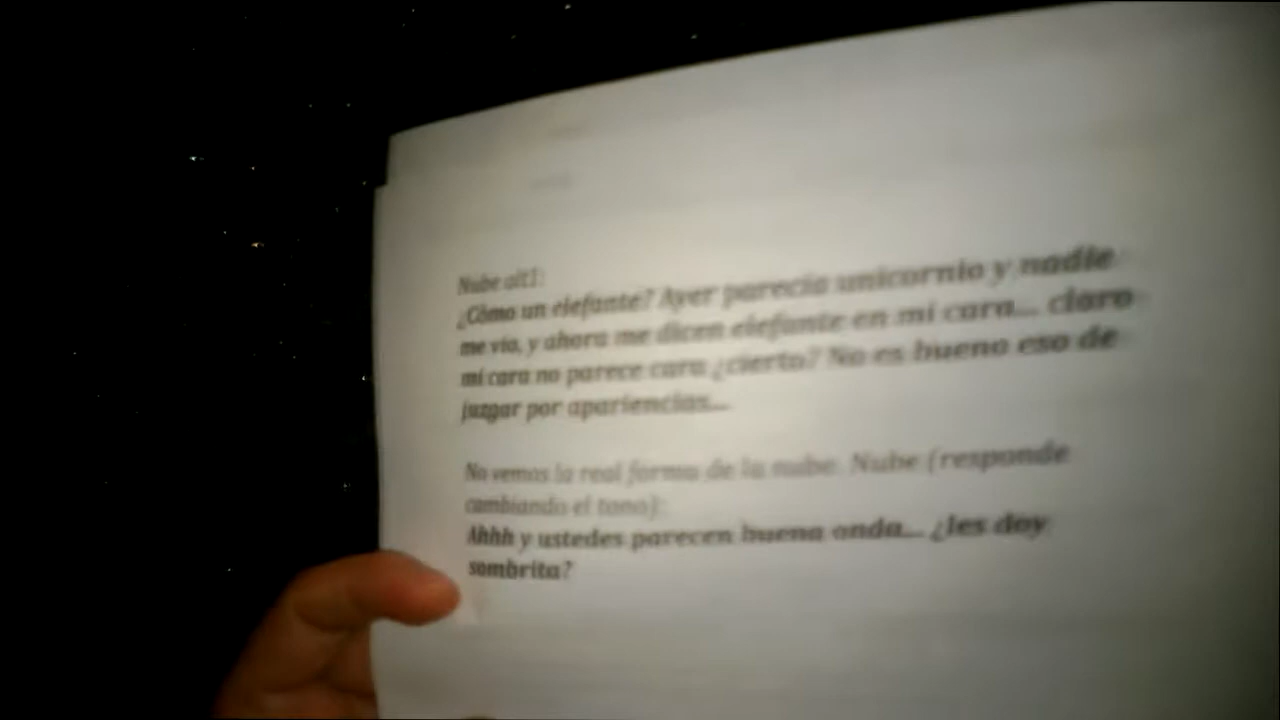 Nube alt1:
¿Cómo un elefante? Ayer parecía unicornio y nadie
me vio, y ahora me dicen elefante en mi cara... claro
mi cara no parece cara ¿cierto? No es bueno eso de
juzgar por apariencias...
No vemos la real forma de la nube. Nube (responde
cambiando el tono):
Ahhh y ustedes parecen buena onda... ¿les doy
sombrita?